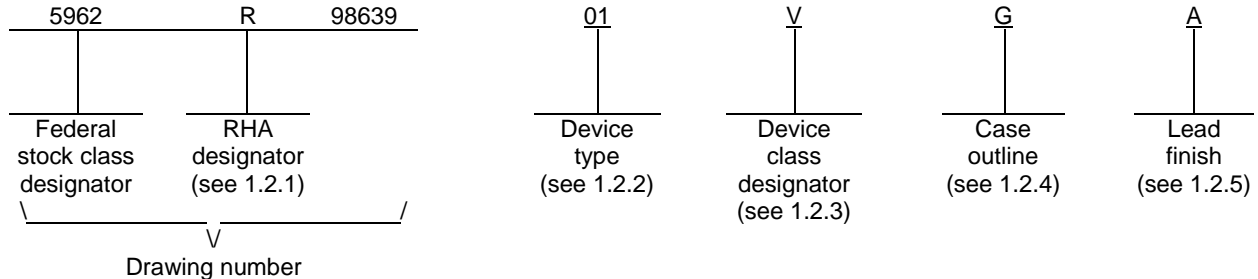 5962 R 98639 01 V G A
Federal stock class designator
RHA designator (see 1.2.1)
Device type (see 1.2.2)
Device class designator (see 1.2.3)
Case outline (see 1.2.4)
Lead finish (see 1.2.5)
Drawing number